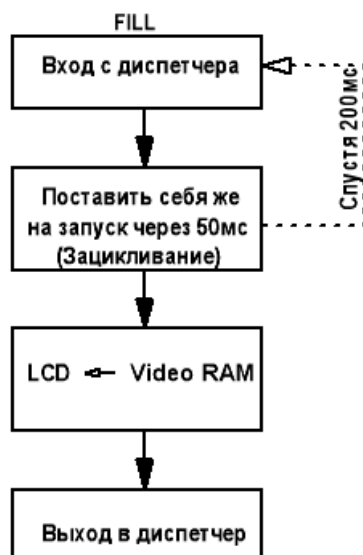 FILL
Вход с диспетчера
Спустя 200мс
Поставить себя же
на запуск через 50мс
(Зацикливание)
LCD Video RAM
Выход в диспетчер